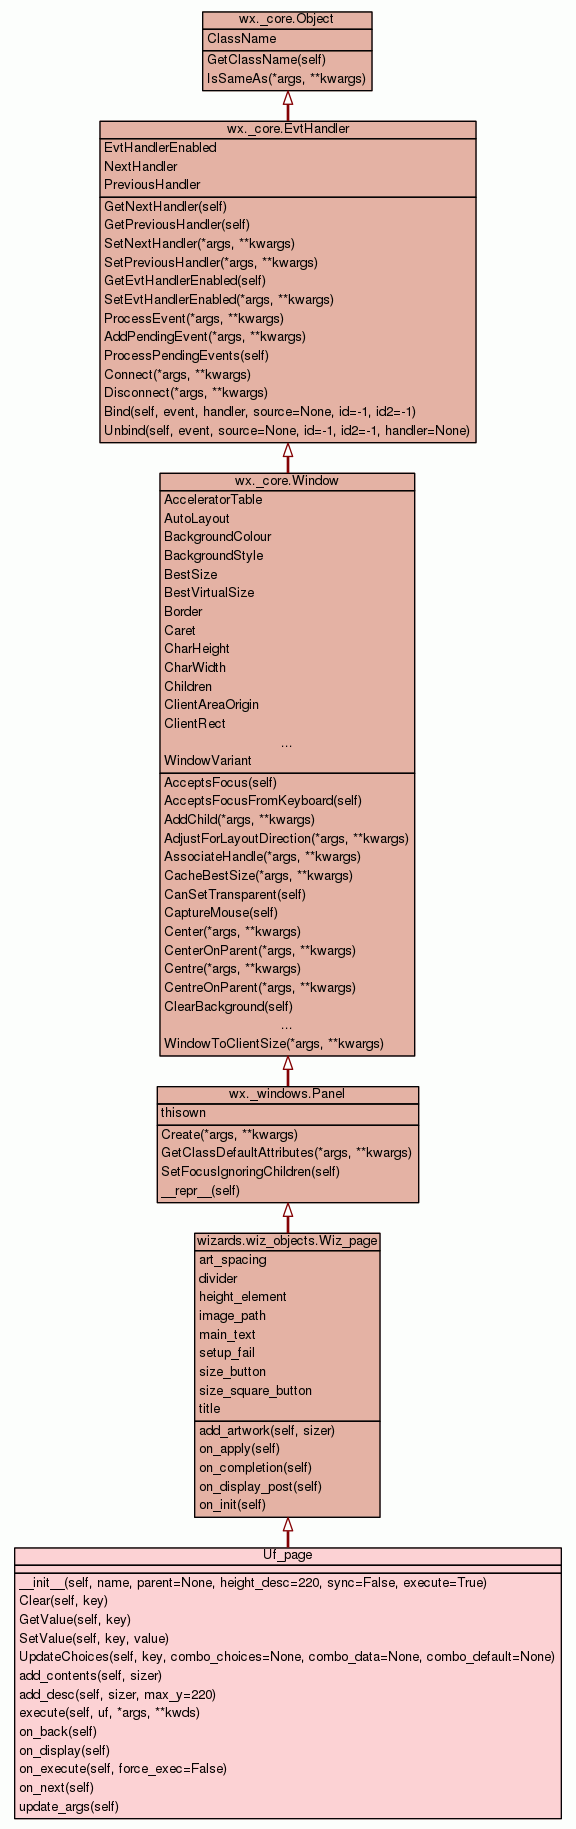 wx._core.Object
ClassName
GetClassName(self)
IsSameAs(*args, **kwargs)
wx._core.EvtHandler
EvtHandlerEnabled
NextHandler
PreviousHandler
GetNextHandler(self)
GetPreviousHandler(self)
SetNextHandler(*args, **kwargs)
SetPreviousHandler(*args, **kwargs)
GetEvtHandlerEnabled(self)
SetEvtHandlerEnabled(*args, **kwargs)
ProcessEvent(*args, **kwargs)
AddPendingEvent(*args, **kwargs)
ProcessPendingEvents(self)
Connect(*args, **kwargs)
Disconnect(*args, **kwargs)
Bind(self, event, handler, source=None, id=-1, id2=-1)
Unbind(self, event, source=None, id=-1, id2=-1, handler=None)
wx._core.Window
AcceleratorTable
AutoLayout
BackgroundColour
BackgroundStyle
BestSize
BestVirtualSize
Border
Caret
CharHeight
CharWidth
Children
ClientAreaOrigin
ClientRect
...
WindowVariant
AcceptsFocus(self)
AcceptsFocusFromKeyboard(self)
AddChild(*args, **kwargs)
AdjustForLayoutDirection(*args, **kwargs)
AssociateHandle(*args, **kwargs)
CacheBestSize(*args, **kwargs)
CanSetTransparent(self)
CaptureMouse(self)
Center(*args, **kwargs)
CenterOnParent(*args, **kwargs)
Centre(*args, **kwargs)
CentreOnParent(*args, **kwargs)
ClearBackground(self)
...
WindowToClientSize(*args, **kwargs)
wx._windows.Panel
thisown
Create(*args, **kwargs)
GetClassDefaultAttributes(*args, **kwargs)
SetFocusIgnoringChildren(self)
__repr__(self)
wizards.wiz_objects.Wiz_page
art_spacing
divider
height_element
image_path
main_text
setup_fail
size_button
size_square_button
title
add_artwork(self, sizer)
on_apply(self)
on_completion(self)
on_display_post(self)
on_init(self)
Uf_page
__init__(self, name, parent=None, height_desc=220, sync=False, execute=True)
Clear(self, key)
GetValue(self, key)
SetValue(self, key, value)
UpdateChoices(self, key, combo_choices=None, combo_data=None, combo_default=None)
add_contents(self, sizer)
add_desc(self, sizer, max_y=220)
execute(self, uf, *args, **kwds)
on_back(self)
on_display(self)
on_execute(self, force_exec=False)
on_next(self)
update_args(self)